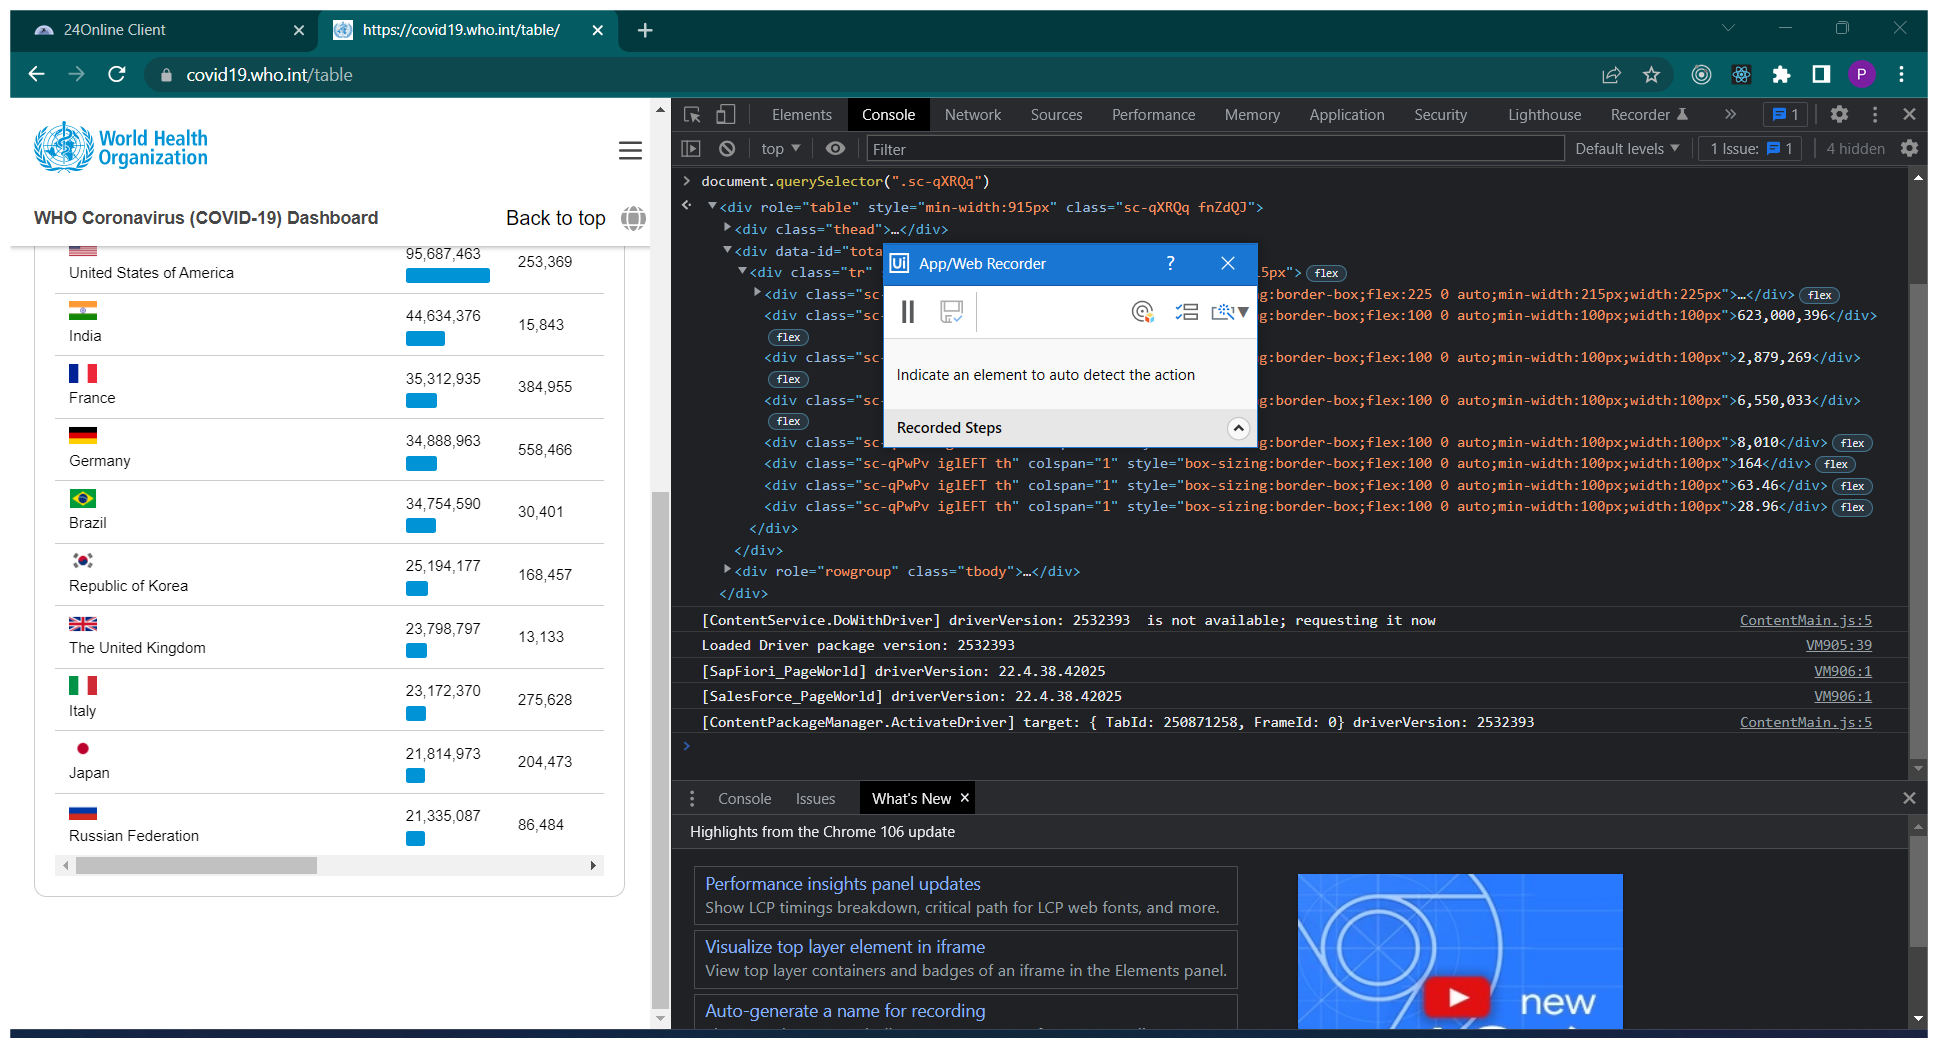 24Online Client
https://covid19.who.int/table/
covid19.who.int/table
P
World Health
Organization
WHO Coronavirus (COVID-19) Dashboard
Back to top
95,687,463
253,369
United States of America
44,634,376
15,843
India
35,312,935
384,955
France
34,888,963
558,466
Germany
34,754,590
30,401
Brazil
25,194,177
168,457
Republic of Korea
23,798,797
13,133
The United Kingdom
23,172,370
275,628
Italy
21,814,973
204,473
Japan
21,335,087
86,484
Russian Federation
Elements Console Network Sources Performance Memory Application Security Lighthouse Recorder » 1
top Filter Default levels 1 Issue: 1 4 hidden
document.querySelector(".sc-qXRQq")
<div role="table" style="min-width:915px" class="sc-qXRQq fnZdQJ">
<div class="thead">…</div>
<div data-id="tota
<div class="tr" 5px"> flex
<div class="sc- g:border-box;flex:225 0 auto;min-width:215px;width:225px">…</div> flex
<div class="sc- g:border-box;flex:100 0 auto;min-width:100px;width:100px">623,000,396</div>
flex
<div class="sc- g:border-box;flex:100 0 auto;min-width:100px;width:100px">2,879,269</div>
flex
<div class="sc- g:border-box;flex:100 0 auto;min-width:100px;width:100px">6,550,033</div>
flex
<div class="sc-qPwPv iglEFT th" colspan="1" style="box-sizing:border-box;flex:100 0 auto;min-width:100px;width:100px">8,010</div> flex
<div class="sc-qPwPv iglEFT th" colspan="1" style="box-sizing:border-box;flex:100 0 auto;min-width:100px;width:100px">164</div> flex
<div class="sc-qPwPv iglEFT th" colspan="1" style="box-sizing:border-box;flex:100 0 auto;min-width:100px;width:100px">63.46</div> flex
<div class="sc-qPwPv iglEFT th" colspan="1" style="box-sizing:border-box;flex:100 0 auto;min-width:100px;width:100px">28.96</div> flex
</div>
</div>
<div role="rowgroup" class="tbody">…</div>
</div>
Ui App/Web Recorder ?
Indicate an element to auto detect the action
Recorded Steps
[ContentService.DoWithDriver] driverVersion: 2532393 is not available; requesting it now ContentMain.js:5
Loaded Driver package version: 2532393 VM905:39
[SapFiori_PageWorld] driverVersion: 22.4.38.42025 VM906:1
[SalesForce_PageWorld] driverVersion: 22.4.38.42025 VM906:1
[ContentPackageManager.ActivateDriver] target: { TabId: 250871258, FrameId: 0} driverVersion: 2532393 ContentMain.js:5
Console Issues What's New
Highlights from the Chrome 106 update
Performance insights panel updates
Show LCP timings breakdown, critical path for LCP web fonts, and more.
Visualize top layer element in iframe
View top layer containers and badges of an iframe in the Elements panel.
Auto-generate a name for recording
new